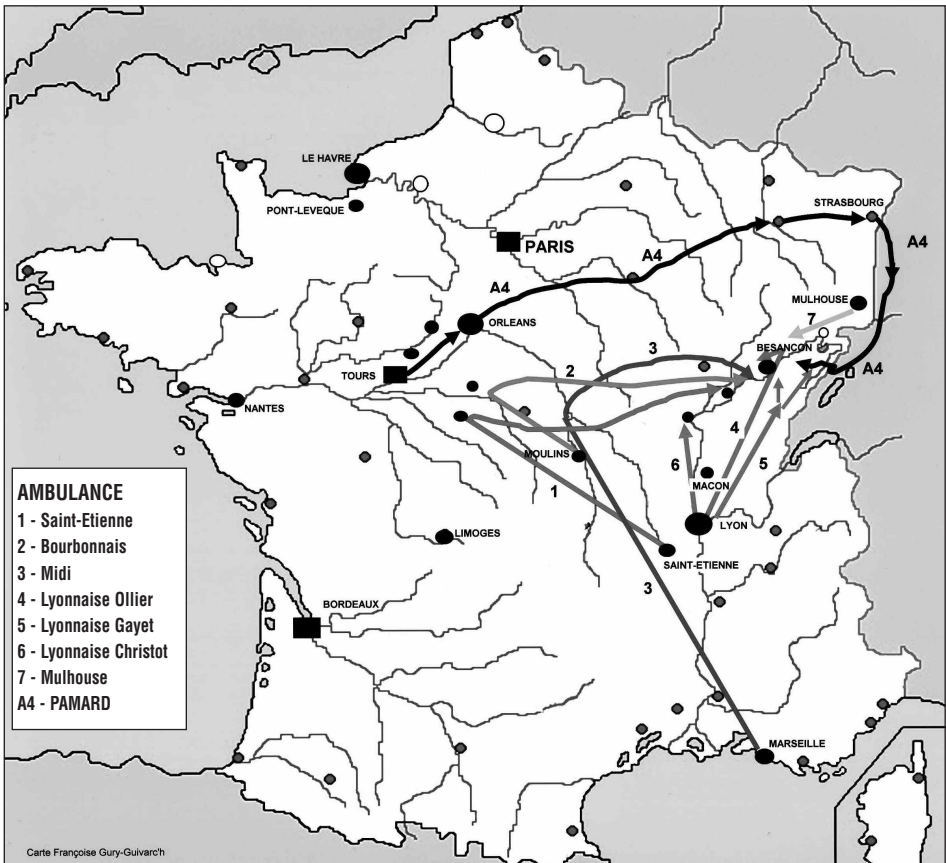 LE HAVRE
PONT-LEVEQUE
PARIS
STRASBOURG
A4
A4
A4
MULHOUSE
7
ORLEANS
BESANCON
3
A4
TOURS
2
NANTES
4
MOULINS
6
5
MACON
1
LYON
LIMOGES
SAINT-ETIENNE
3
BORDEAUX
MARSEILLE
AMBULANCE
1 - Saint-Etienne
2 - Bourbonnais
3 - Midi
4 - Lyonnaise Ollier
5 - Lyonnaise Gayet
6 - Lyonnaise Christot
7 - Mulhouse
A4 - PAMARD
Carte Françoise Gury-Guivarc'h